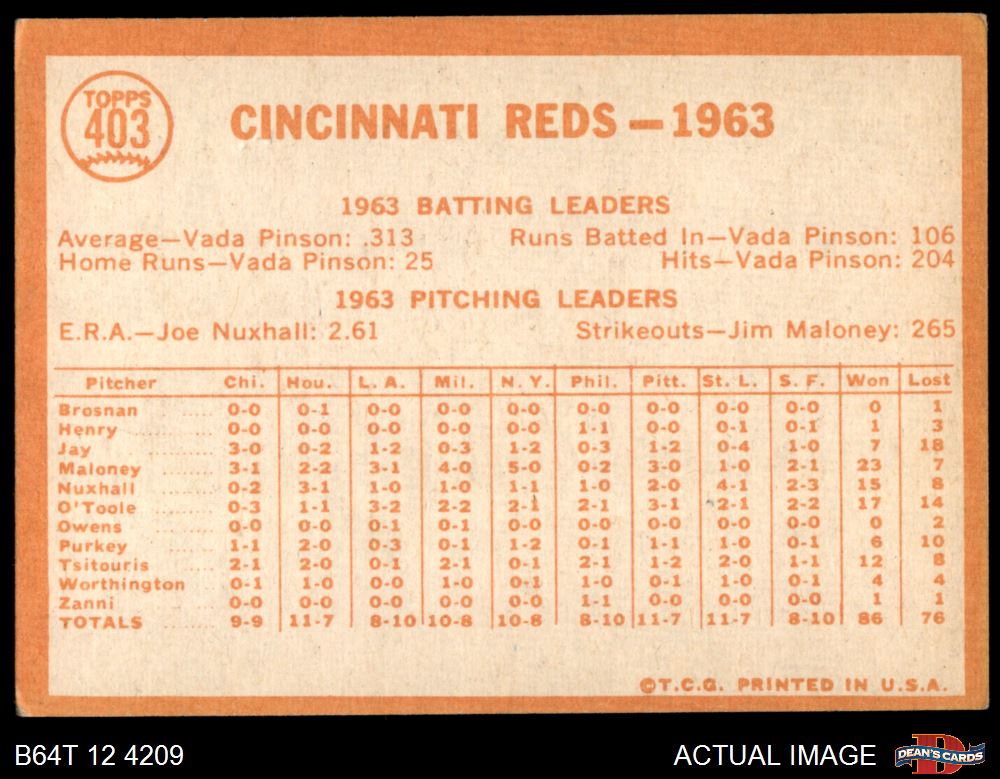 TOPPS
403
CINCINNATI REDS—1963
1963 BATTING LEADERS
Average—Vada Pinson: .313 Runs Batted In—Vada Pinson: 106
Home Runs—Vada Pinson: 25 Hits—Vada Pinson: 204
1963 PITCHING LEADERS
E.R.A.—Joe Nuxhall: 2.61 Strikeouts—Jim Maloney: 265
Pitcher Chi. Hou. L. A. Mil. N. Y. Phil. Pitt. St. L. S. F. Won Lost
Brosnan ..... 0-0 0-1 0-0 0-0 0-0 0-0 0-0 0-0 0-0 0 1
Henry ......... 0-0 0-0 0-0 0-0 0-0 1-1 0-0 0-1 0-1 1 3
Jay ............ 3-0 0-2 1-2 0-3 1-2 0-3 1-2 0-4 1-0 7 18
Maloney ..... 3-1 2-2 3-1 4-0 5-0 0-2 3-0 1-0 2-1 23 7
Nuxhall ....... 0-2 3-1 1-0 1-0 1-1 1-0 2-0 4-1 2-3 15 8
O'Toole ....... 0-3 1-1 3-2 2-2 2-1 2-1 3-1 2-1 2-2 17 14
Owens ........ 0-0 0-0 0-1 0-1 0-0 0-0 0-0 0-0 0-0 0 2
Purkey ........ 1-1 2-0 0-3 0-1 1-2 0-1 1-1 1-0 0-1 6 10
Tsitouris ..... 2-1 2-0 0-1 2-1 0-1 2-1 1-2 2-0 1-1 12 8
Worthington 0-1 1-0 0-0 1-0 0-1 1-0 0-1 1-0 0-1 4 4
Zanni .......... 0-0 0-0 0-0 0-0 0-0 1-1 0-0 0-0 0-0 1 1
TOTALS ....... 9-9 11-7 8-10 10-8 10-8 8-10 11-7 11-7 8-10 86 76
©T.C.G. PRINTED IN U.S.A.
B64T 12 4209 ACTUAL IMAGE DEAN'S CARDS